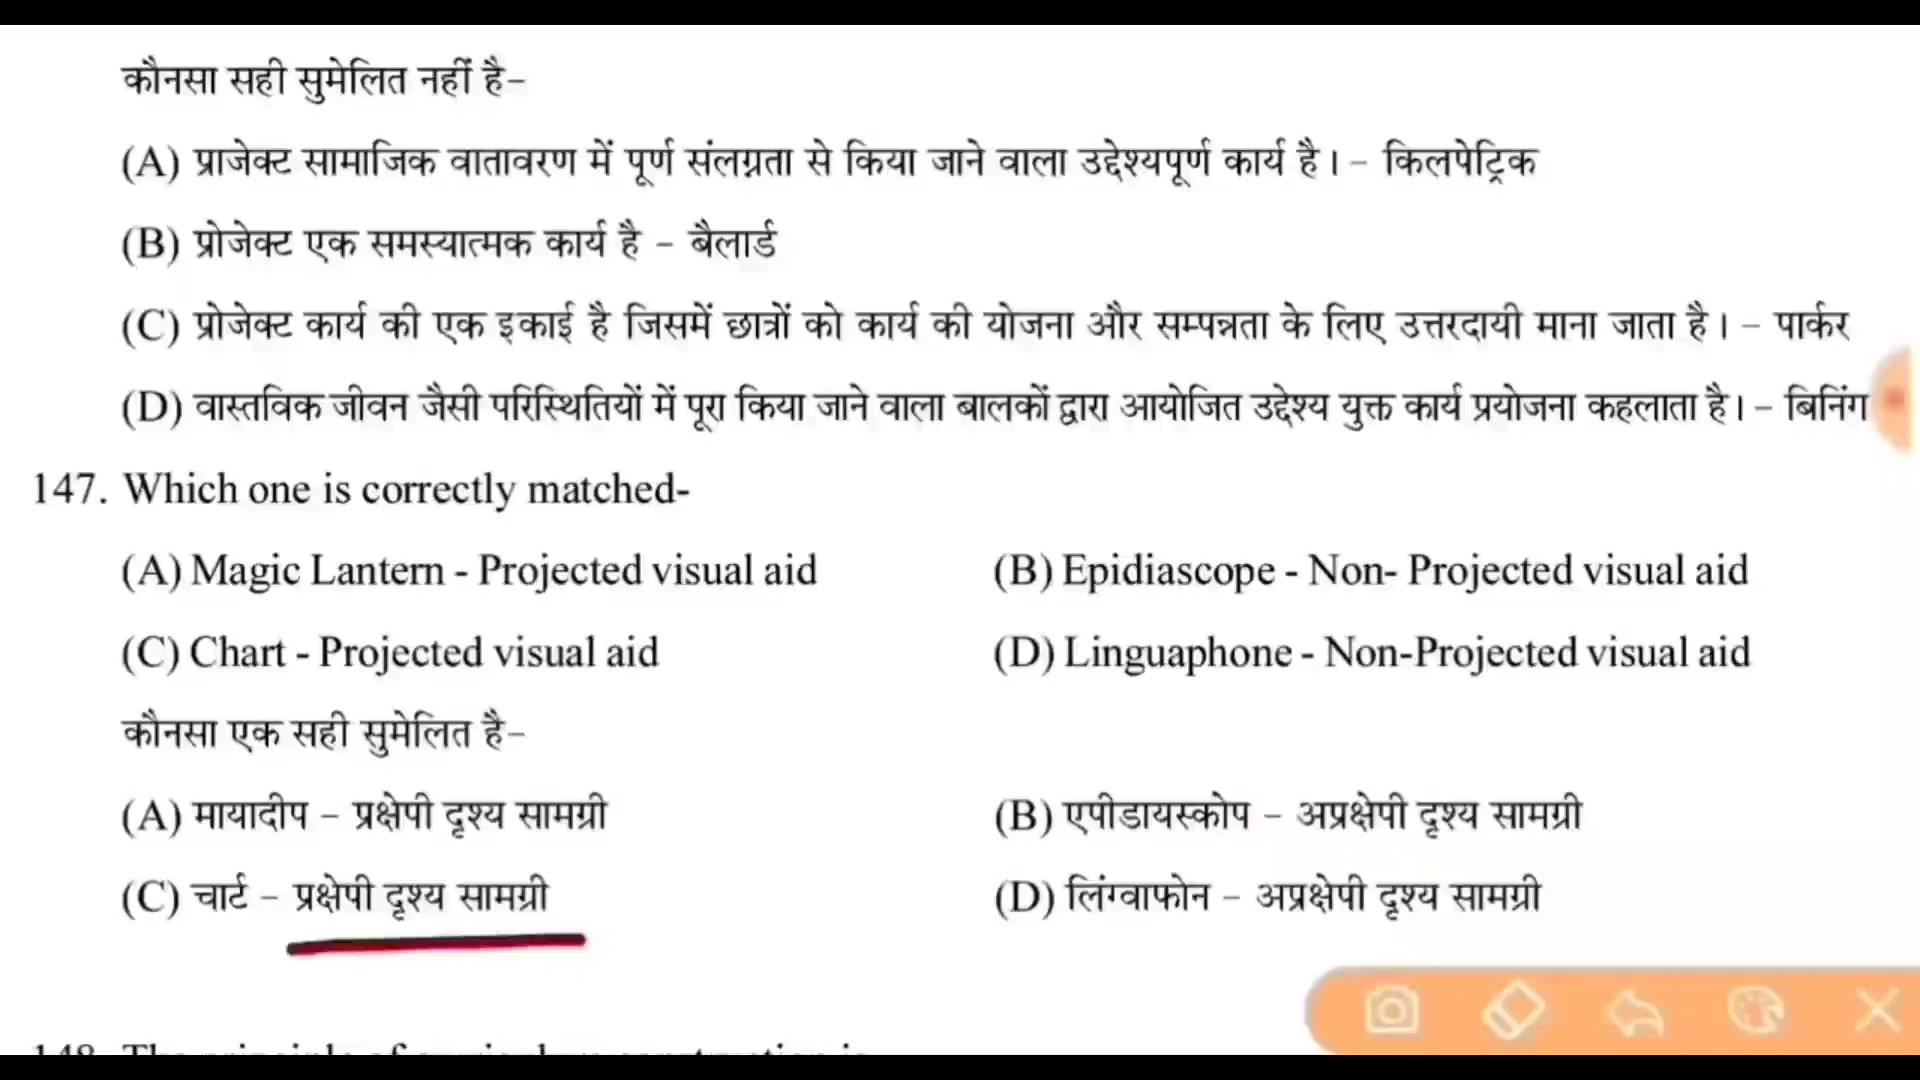 कौनसा सही सुमेलित नहीं है–
(A) प्राजेक्ट सामाजिक वातावरण में पूर्ण संलग्नता से किया जाने वाला उद्देश्यपूर्ण कार्य है। – किलपेट्रिक
(B) प्रोजेक्ट एक समस्यात्मक कार्य है – बैलार्ड
(C) प्रोजेक्ट कार्य की एक इकाई है जिसमें छात्रों को कार्य की योजना और सम्पन्नता के लिए उत्तरदायी माना जाता है। – पार्कर
(D) वास्तविक जीवन जैसी परिस्थितियों में पूरा किया जाने वाला बालकों द्वारा आयोजित उद्देश्य युक्त कार्य प्रयोजना कहलाता है। – बिनिंग
147. Which one is correctly matched-
(A) Magic Lantern - Projected visual aid (B) Epidiascope - Non- Projected visual aid
(C) Chart - Projected visual aid (D) Linguaphone - Non-Projected visual aid
कौनसा एक सही सुमेलित है–
(A) मायादीप – प्रक्षेपी दृश्य सामग्री (B) एपीडायस्कोप – अप्रक्षेपी दृश्य सामग्री
(C) चार्ट – प्रक्षेपी दृश्य सामग्री (D) लिंग्वाफोन – अप्रक्षेपी दृश्य सामग्री